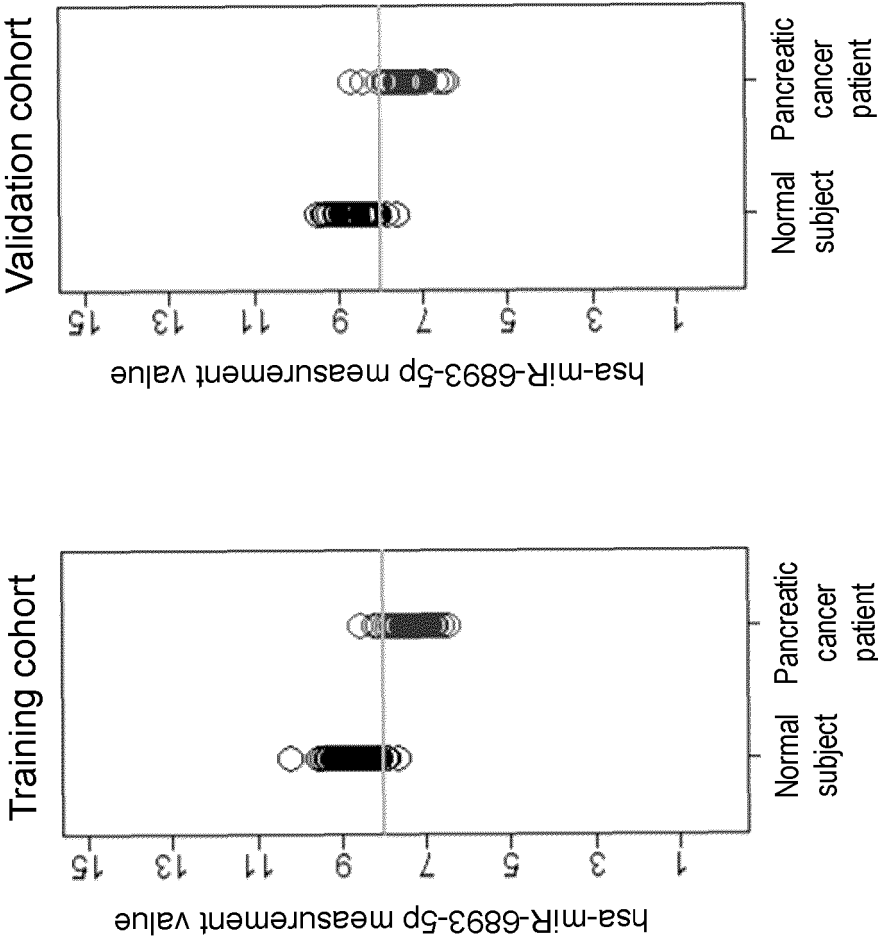 Training cohort
hsa-miR-6893-5p measurement value
15
13
11
9
7
5
3
1
Normal
subject
Pancreatic
cancer
patient
Validation cohort
hsa-miR-6893-5p measurement value
15
13
11
9
7
5
3
1
Normal
subject
Pancreatic
cancer
patient